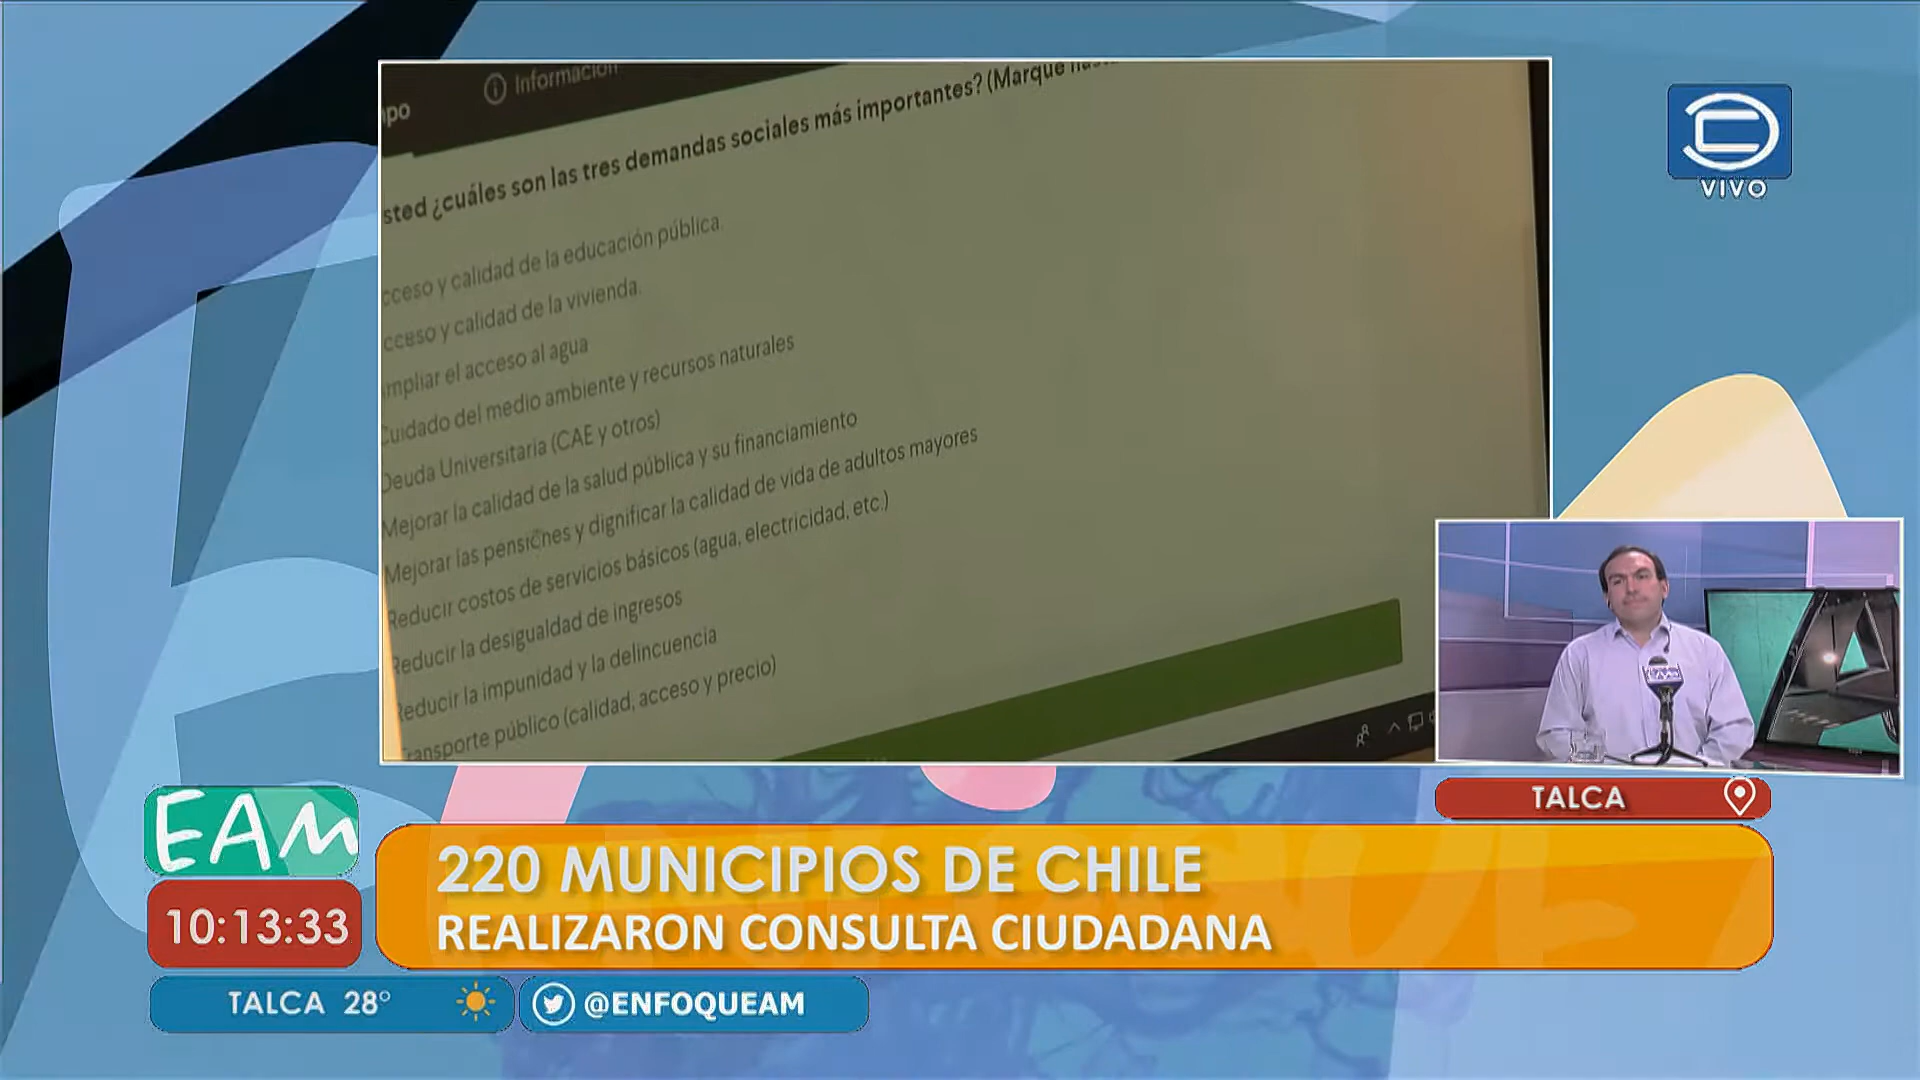 Información
mpo
sted ¿cuáles son las tres demandas sociales más importantes? (Marque
cceso y calidad de la educación pública.
cceso y calidad de la vivienda.
mpliar el acceso al agua
Cuidado del medio ambiente y recursos naturales
Deuda Universitaria (CAE y otros)
Mejorar la calidad de la salud pública y su financiamiento
Mejorar las pensiones y dignificar la calidad de vida de adultos mayores
Reducir costos de servicios básicos (agua, electricidad, etc.)
Reducir la desigualdad de ingresos
Reducir la impunidad y la delincuencia
Transporte público (calidad, acceso y precio)
VIVO
TALCA
EAM
10:13:33
220 MUNICIPIOS DE CHILE
REALIZARON CONSULTA CIUDADANA
TALCA 28°
@ENFOQUEAM